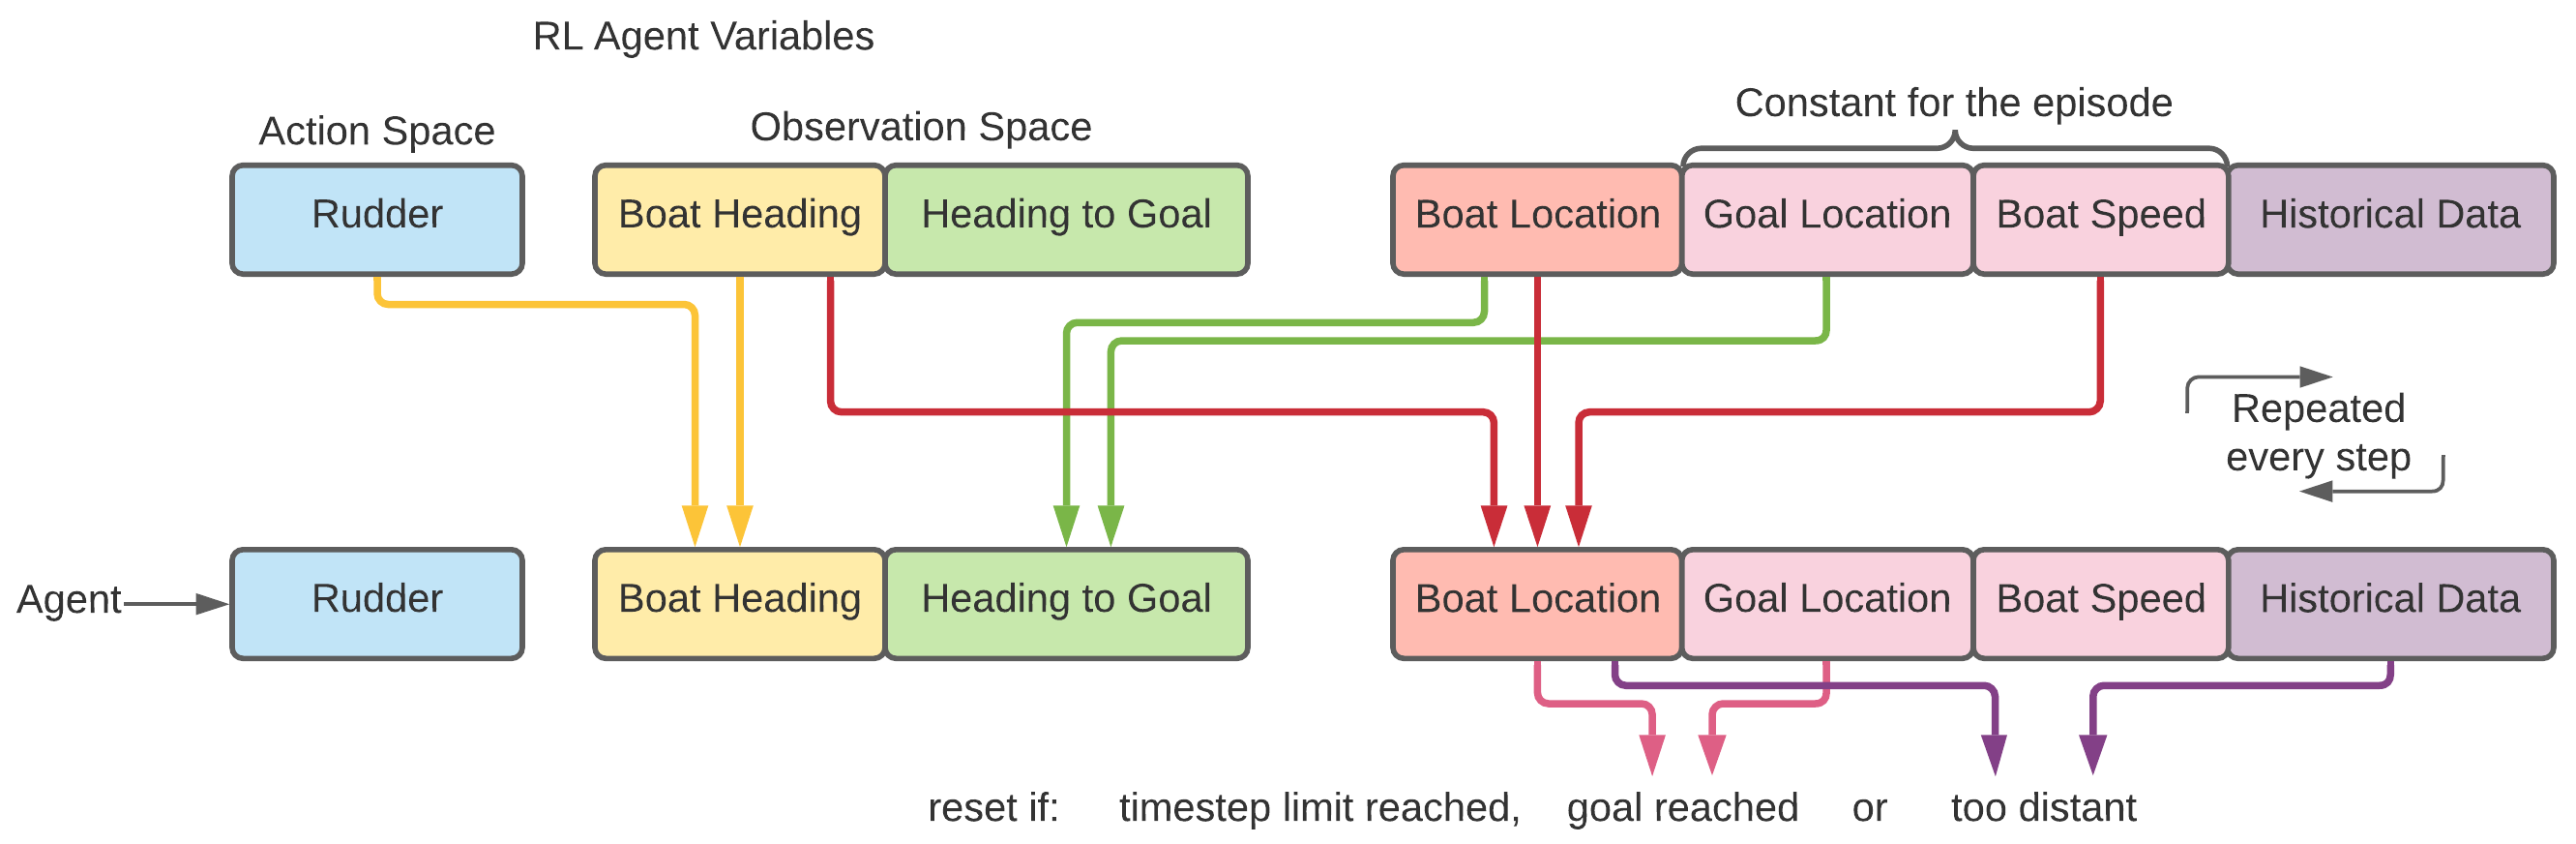 RL Agent Variables
Action Space
Observation Space
Constant for the episode
Rudder
Boat Heading
Heading to Goal
Boat Location
Goal Location
Boat Speed
Historical Data
Repeated
every step
Agent
Rudder
Boat Heading
Heading to Goal
Boat Location
Goal Location
Boat Speed
Historical Data
reset if: timestep limit reached, goal reached or too distant